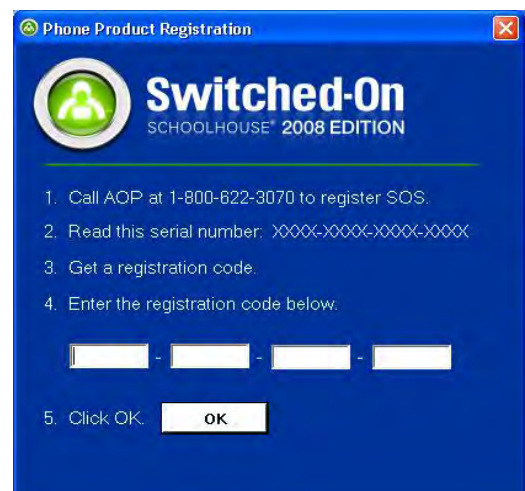 Phone Product Registration
Switched-On
SCHOOLHOUSE® 2008 EDITION
1. Call AOP at 1-800-622-3070 to register SOS.
2. Read this serial number: XXXX-XXXX-XXXX-XXXX
3. Get a registration code.
4. Enter the registration code below.
- - -
5. Click OK. OK